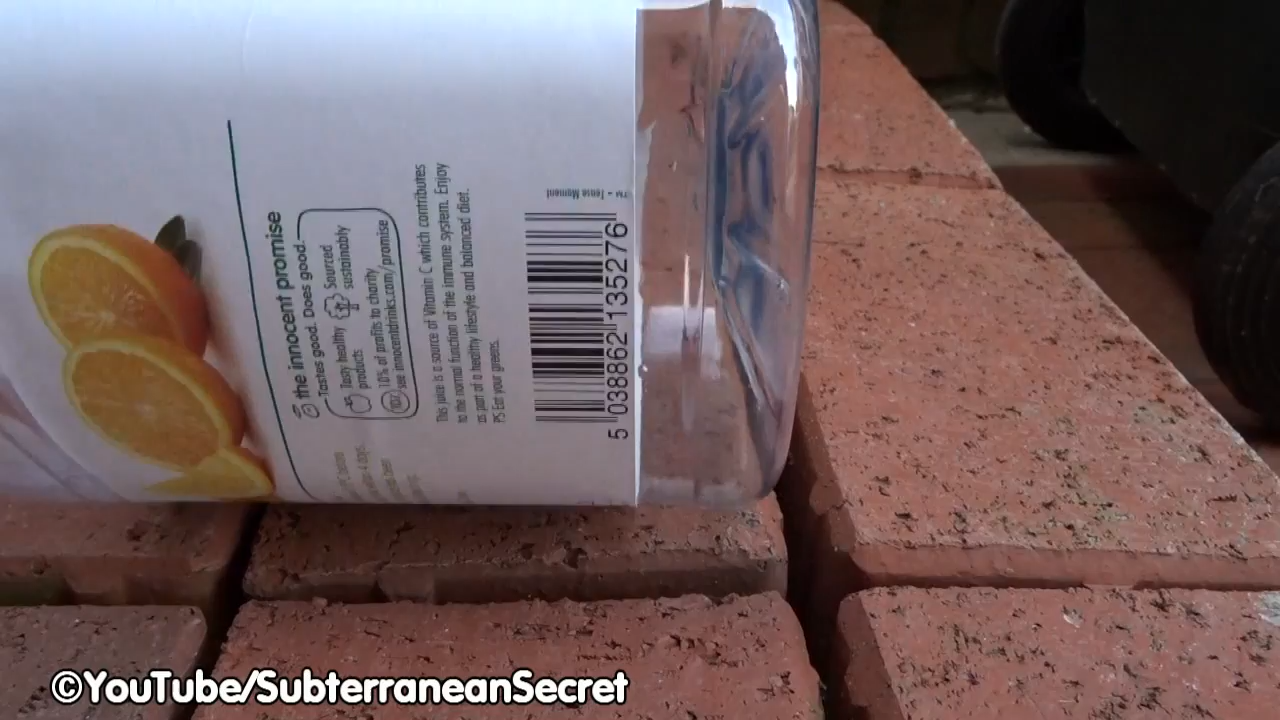 the innocent promise
Tastes good. Does good.
Tasty healthy products
Sourced sustainably
10% of profits to charity
see innocentdrinks.com/promise
This juice is a source of Vitamin C which contributes
to the normal function of the immune system. Enjoy
as part of a healthy lifestyle and balanced diet.
PS Eat your greens.
5 038862 135276
©YouTube/SubterraneanSecret